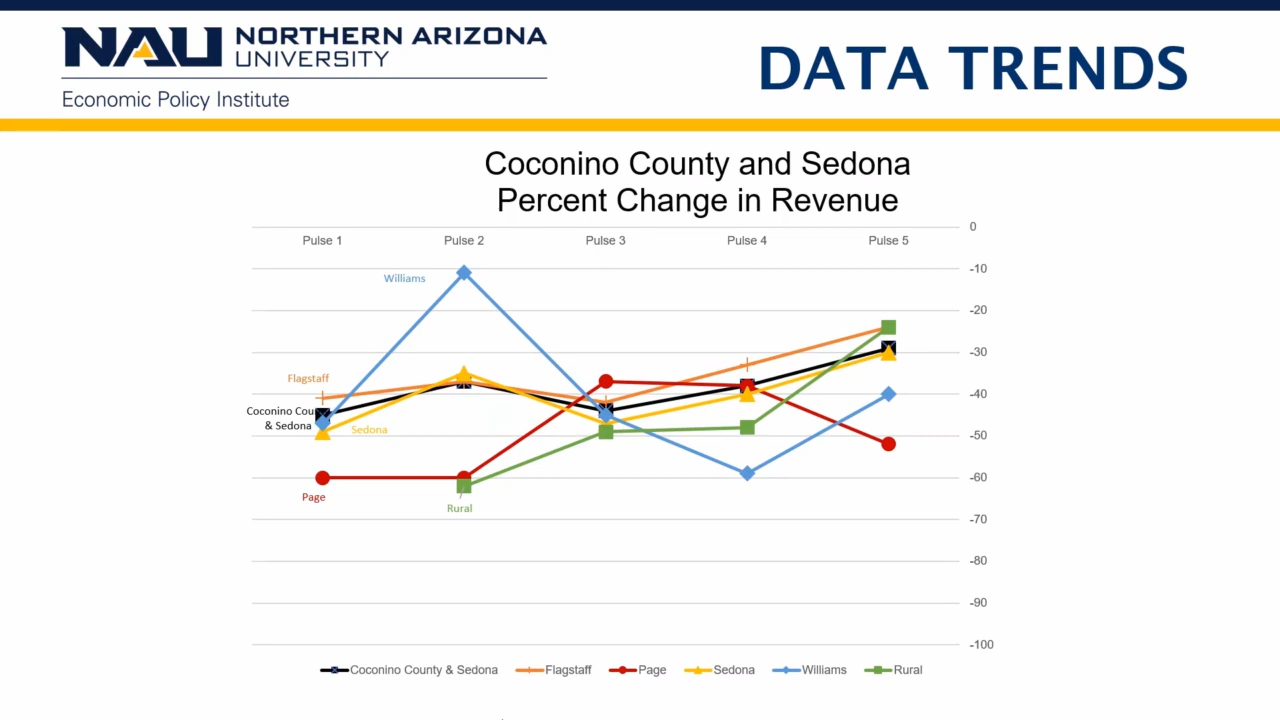 NAU NORTHERN ARIZONA
UNIVERSITY
Economic Policy Institute
DATA TRENDS
Coconino County and Sedona
Percent Change in Revenue
0
Pulse 1 Pulse 2 Pulse 3 Pulse 4 Pulse 5
-10
Williams
-20
-30
Flagstaff
-40
Coconino Cou
& Sedona
Sedona
-50
-60
Page
Rural
-70
-80
-90
-100
Coconino County & Sedona Flagstaff Page Sedona Williams Rural